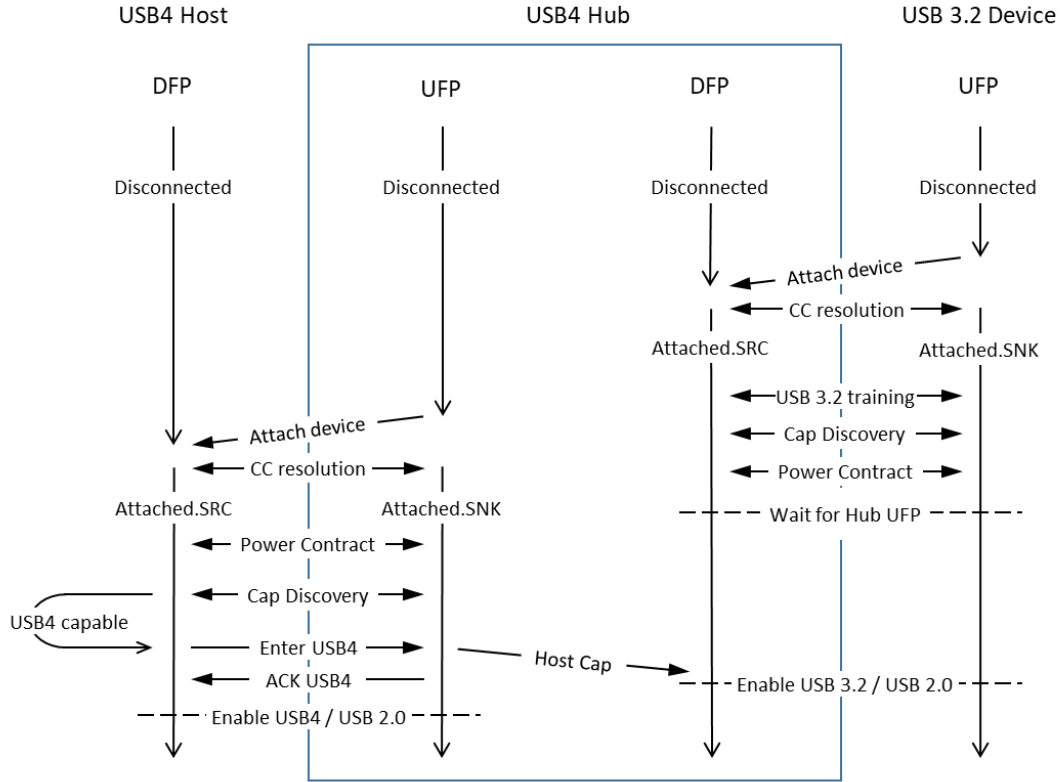 USB4 Host
USB4 Hub
USB 3.2 Device
DFP
UFP
DFP
UFP
Disconnected
Disconnected
Disconnected
Disconnected
Attach device
CC resolution
Attached.SRC
Attached.SNK
USB 3.2 training
Attach device
Cap Discovery
CC resolution
Power Contract
Attached.SRC
Attached.SNK
Wait for Hub UFP
Power Contract
Cap Discovery
USB4 capable
Enter USB4
Host Cap
ACK USB4
Enable USB 3.2 / USB 2.0
Enable USB4 / USB 2.0